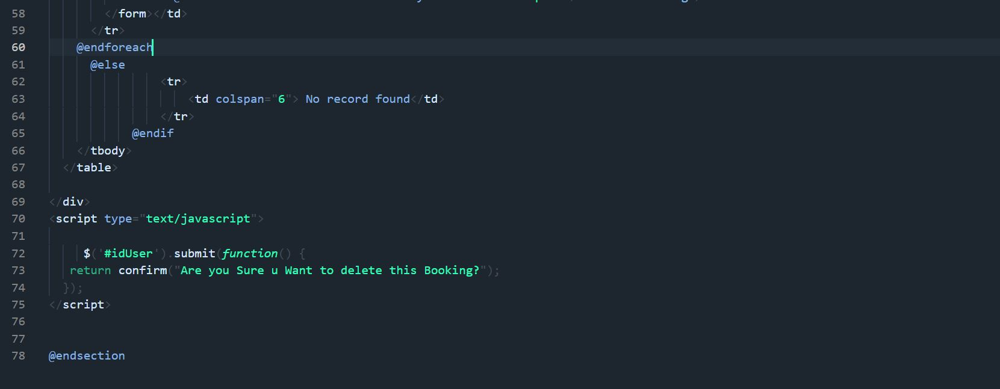 58 </form></td>
59 </tr>
60 @endforeach
61 @else
62 <tr>
63 <td colspan="6"> No record found</td>
64 </tr>
65 @endif
66 </tbody>
67 </table>
68
69 </div>
70 <script type="text/javascript">
71
72 $('#idUser').submit(function() {
73 return confirm("Are you Sure u Want to delete this Booking?");
74 });
75 </script>
76
77
78 @endsection